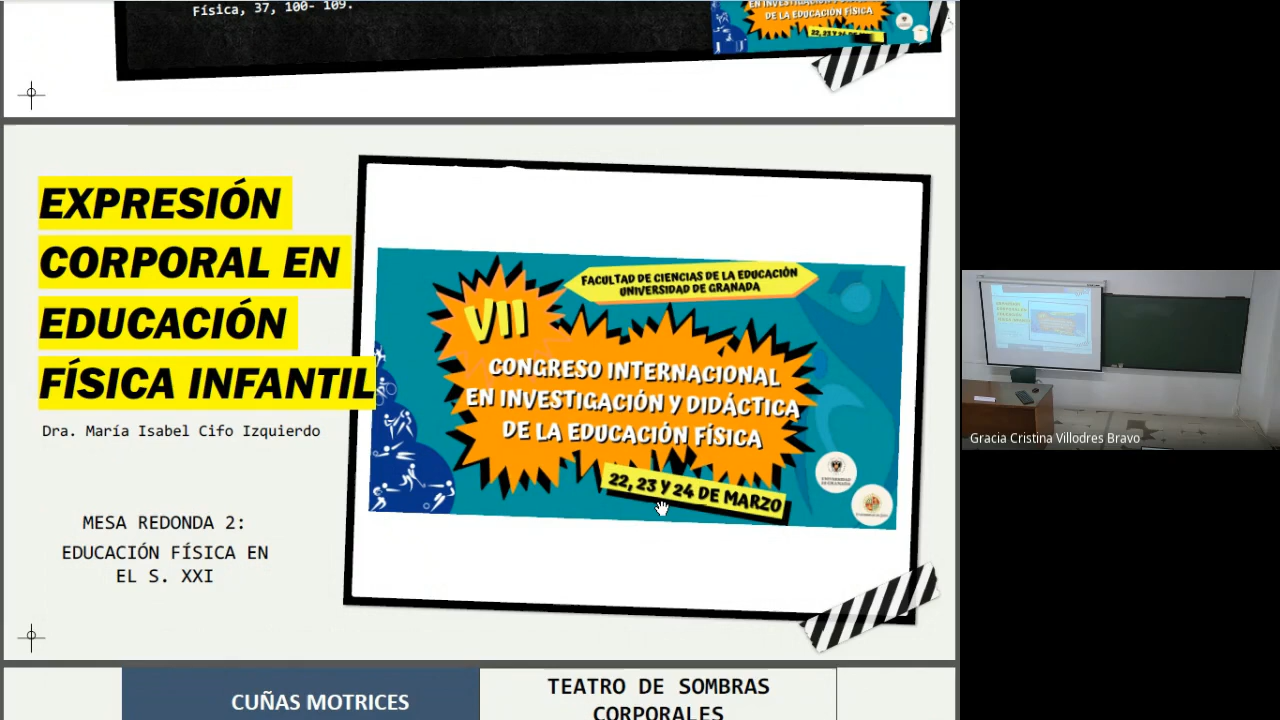 Física, 37, 100- 109.
EN INVESTIGACIÓN Y DIDÁCTICA
DE LA EDUCACIÓN FÍSICA
EXPRESIÓN
CORPORAL EN
EDUCACIÓN
FÍSICA INFANTIL
Dra. María Isabel Cifo Izquierdo
MESA REDONDA 2:
EDUCACIÓN FÍSICA EN
EL S. XXI
FACULTAD DE CIENCIAS DE LA EDUCACIÓN
UNIVERSIDAD DE GRANADA
VII
CONGRESO INTERNACIONAL
EN INVESTIGACIÓN Y DIDÁCTICA
DE LA EDUCACIÓN FÍSICA
22, 23 Y 24 DE MARZO
CUÑAS MOTRICES
TEATRO DE SOMBRAS
CORPORALES
Gracia Cristina Villodres Bravo